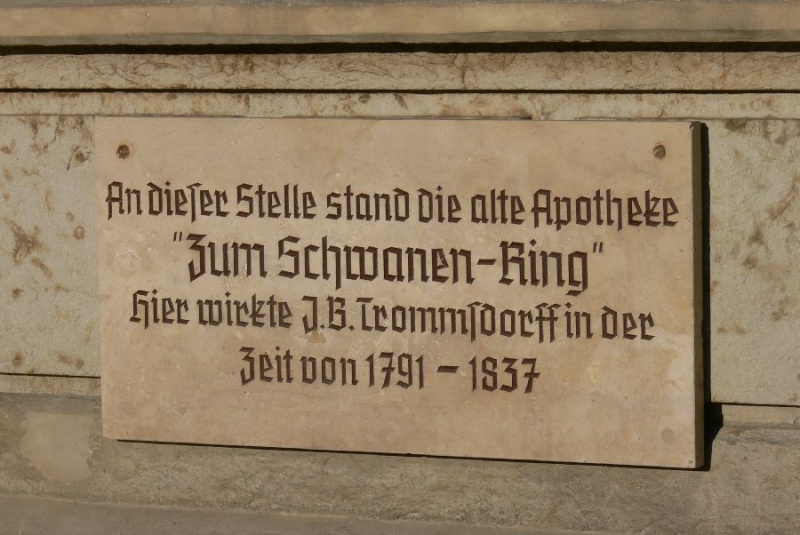 An dieſer Stelle stand die alte Apotheke
"Zum Schwanen-Ring"
Hier wirkte J.B. Trommſdorff in der
Zeit von 1791 – 1837